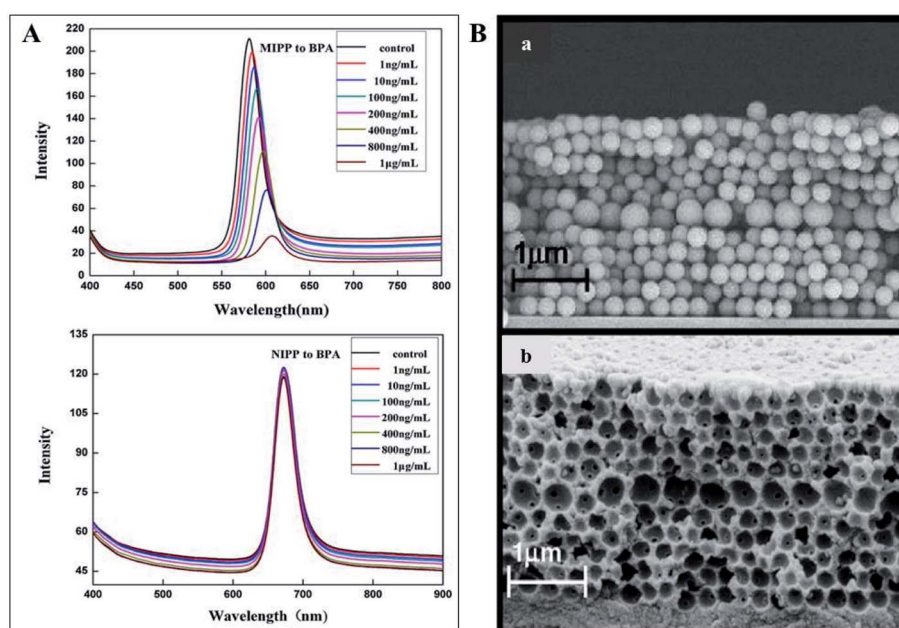 A
220
200
180
160
140
120
100
80
60
40
20
0
Intensity
MIPP to BPA
control
1ng/mL
10ng/mL
100ng/mL
200ng/mL
400ng/mL
800ng/mL
1µg/mL
400 450 500 550 600 650 700 750 800
Wavelength(nm)
135
120
105
90
75
60
45
Intensity
NIPP to BPA
control
1ng/mL
10ng/mL
100ng/mL
200ng/mL
400ng/mL
800ng/mL
1µg/mL
400 500 600 700 800 900
Wavelength (nm)
B
a
1µm
b
1µm